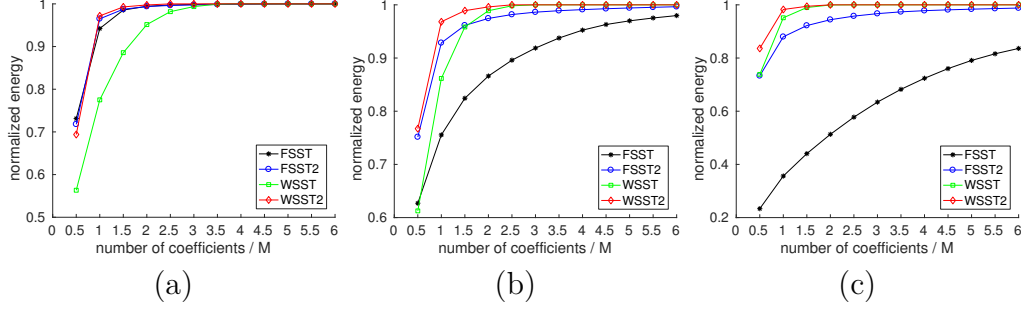 1
0.9
0.8
0.7
0.6
0.5
normalized energy
0.5 1 1.5 2 2.5 3 3.5 4 4.5 5 5.5 6
number of coefficients / M
FSST
FSST2
WSST
WSST2
(a)
1
0.9
0.8
0.7
0.6
normalized energy
0.5 1 1.5 2 2.5 3 3.5 4 4.5 5 5.5 6
number of coefficients / M
FSST
FSST2
WSST
WSST2
(b)
1
0.8
0.6
0.4
0.2
normalized energy
0.5 1 1.5 2 2.5 3 3.5 4 4.5 5 5.5 6
number of coefficients / M
FSST
FSST2
WSST
WSST2
(c)